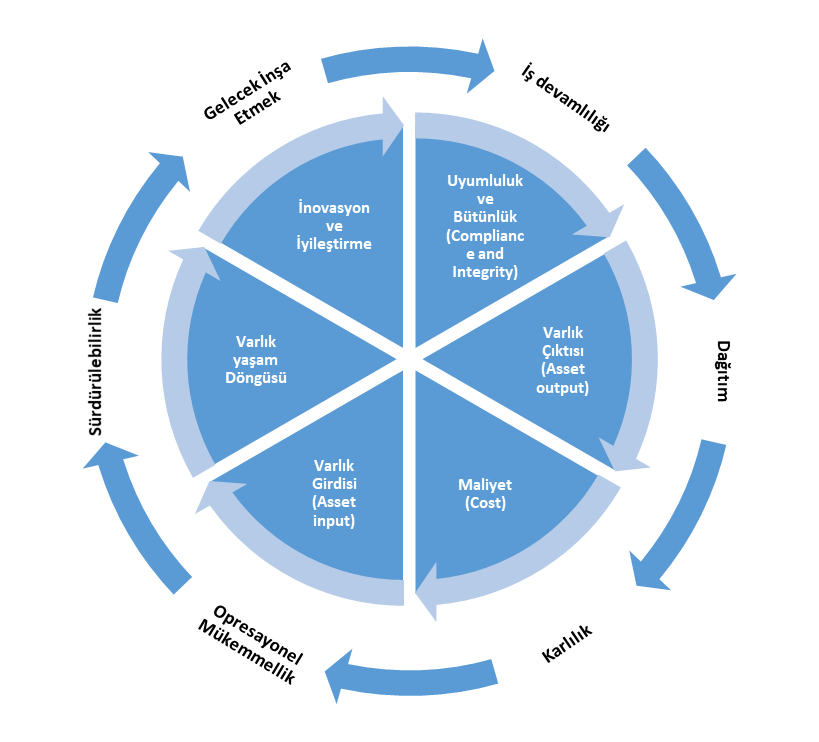 Gelecek İnşa
Etmek
İş devamlılığı
Uyumluluk
ve
Bütünlük
(Complianc
e and
Integrity)
İnovasyon
ve
İyileştirme
Varlık
Çıktısı
(Asset
output)
Dağıtım
Varlık
yaşam
Döngüsü
Sürdürülebilirlik
Varlık
Girdisi
(Asset
input)
Maliyet
(Cost)
Opresayonel
Mükemmellik
Karlılık